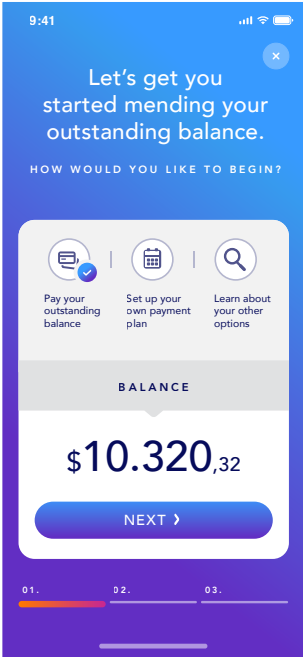 9:41
Let's get you
started mending your
outstanding balance.
HOW WOULD YOU LIKE TO BEGIN?
Pay your
outstanding
balance
Set up your
own payment
plan
Learn about
your other
options
BALANCE
$10.320,32
NEXT ❯
01.
02.
03.